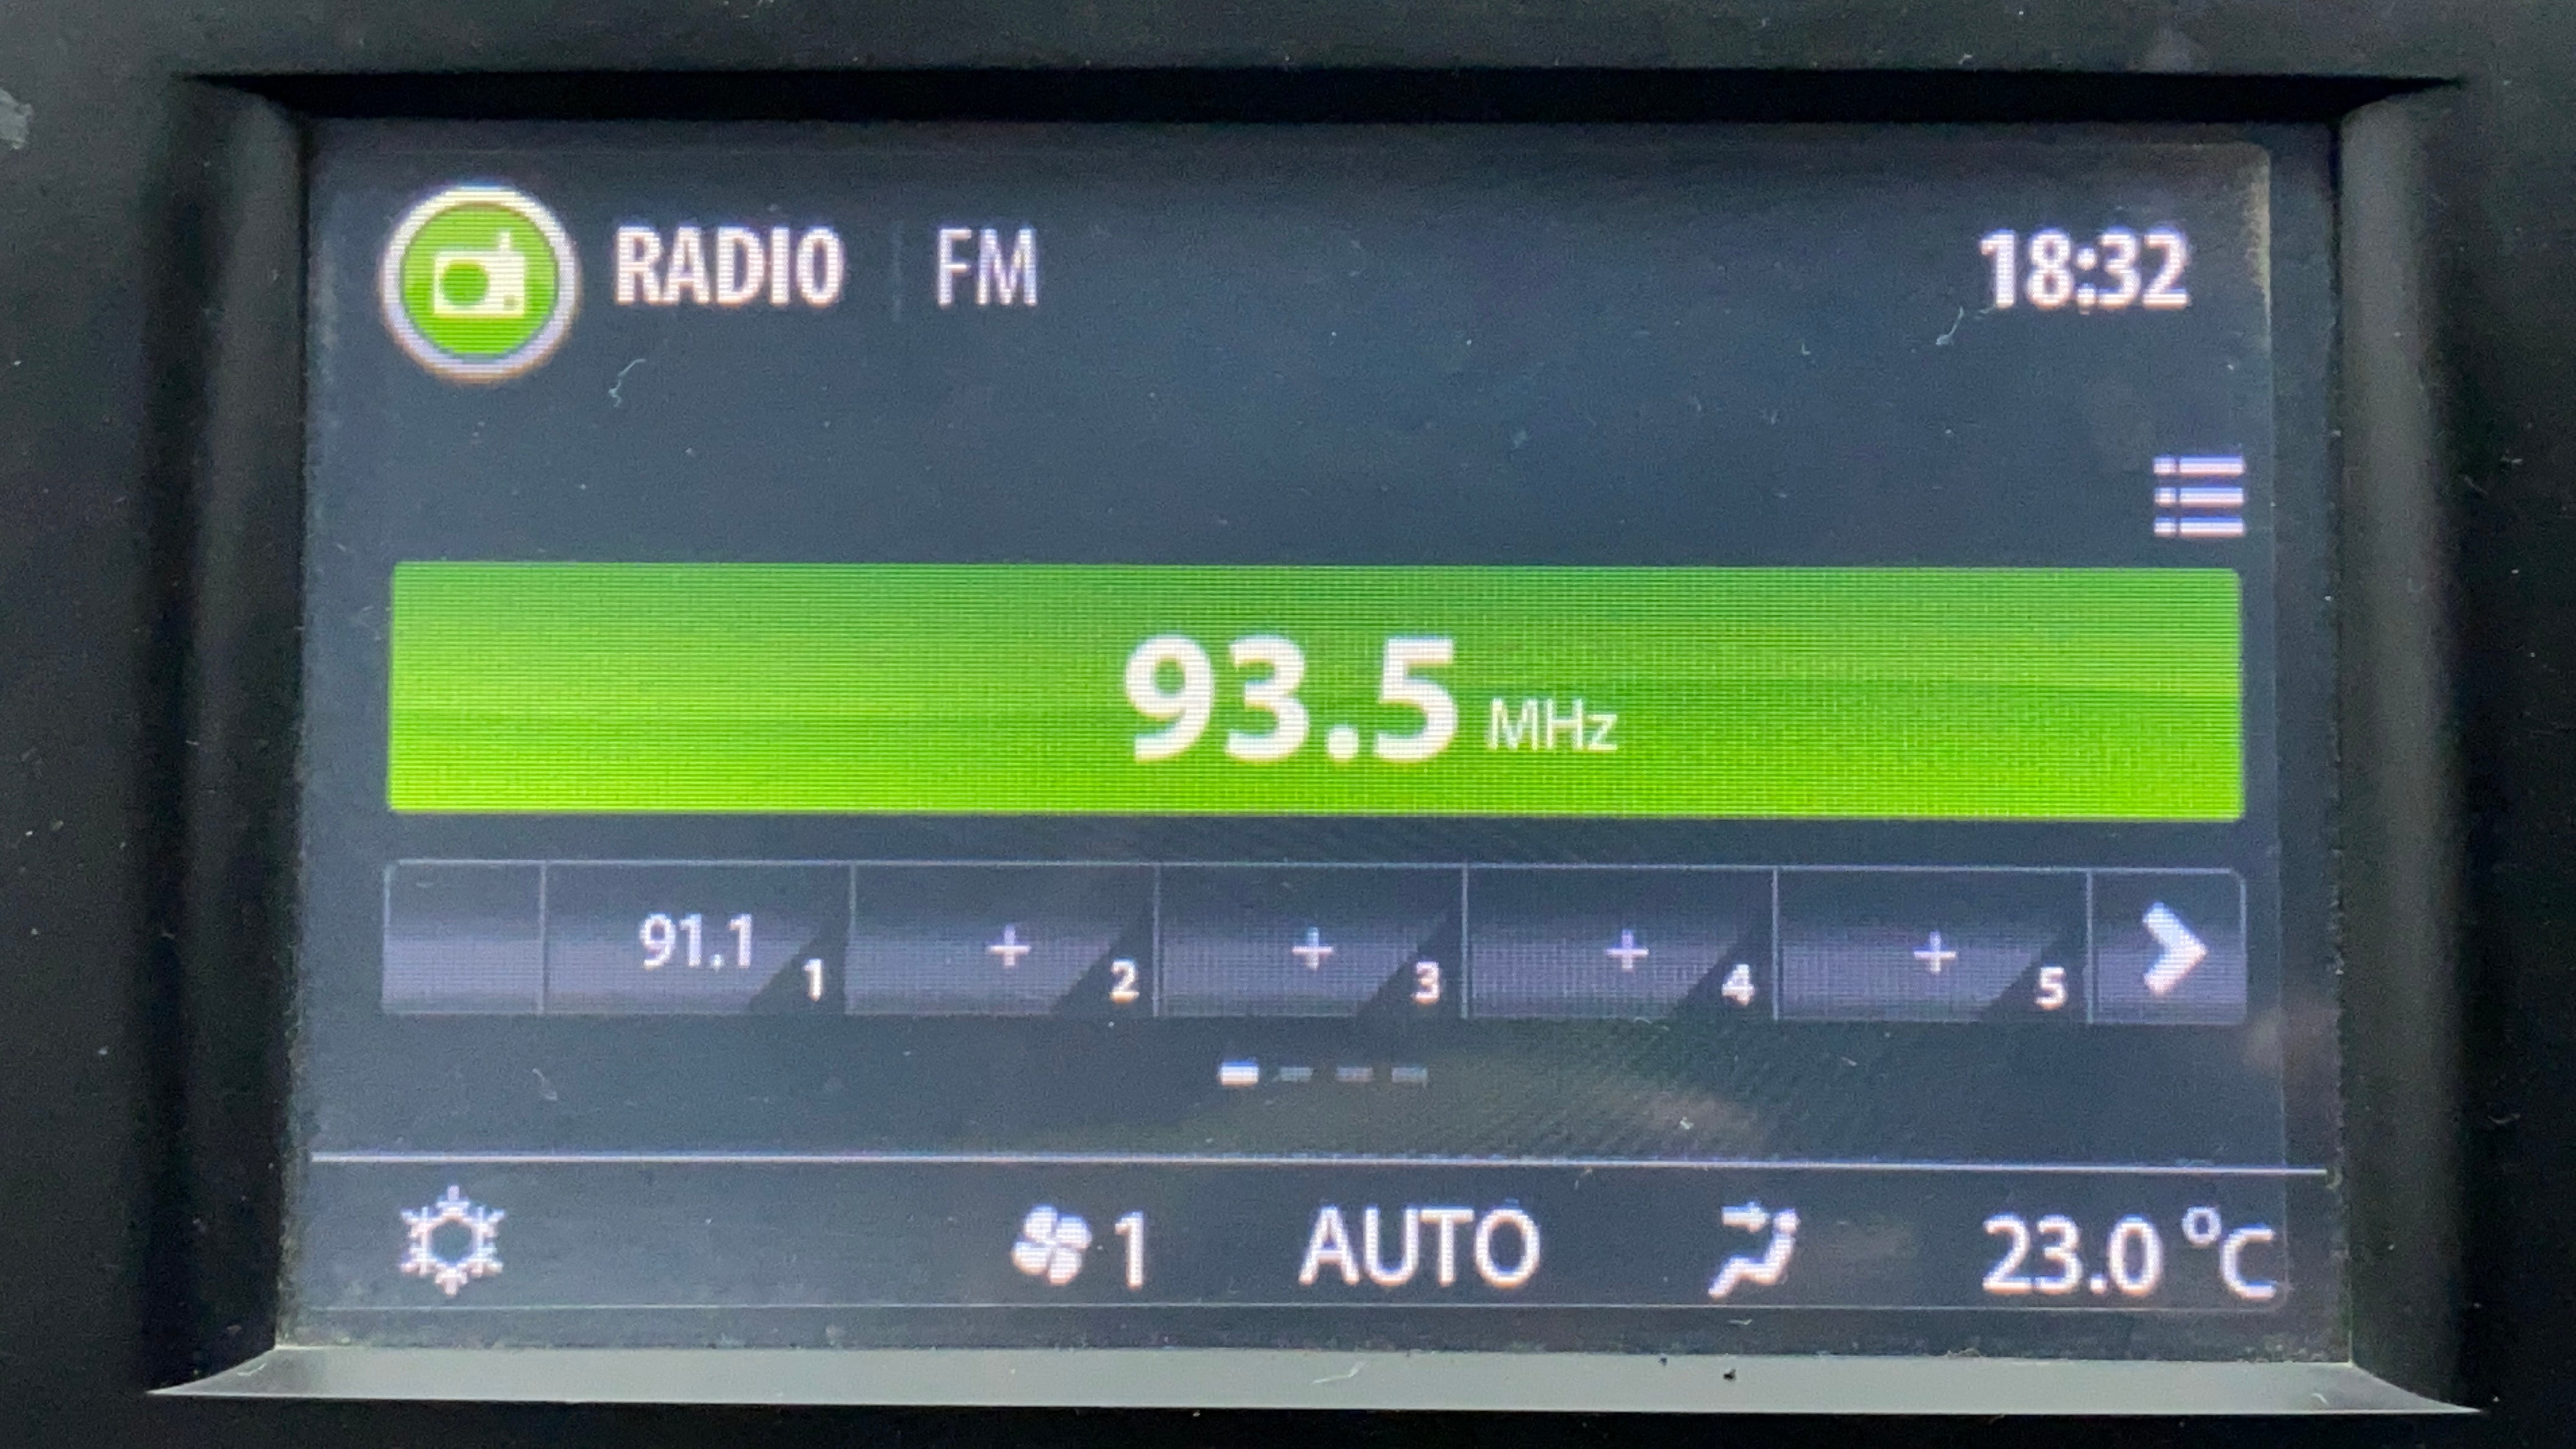 RADIO FM 18:32
93.5 MHz
91.1 1 + 2 + 3 + 4 + 5
1 AUTO 23.0 °C